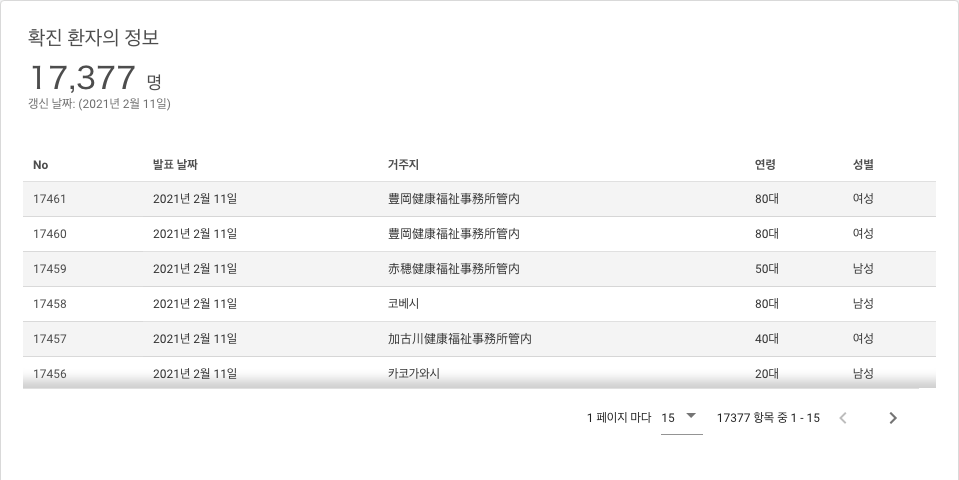 확진 환자의 정보
17,377 명
갱신 날짜: (2021년 2월 11일)
No 발표 날짜 거주지 연령 성별
17461 2021년 2월 11일 豊岡健康福祉事務所管内 80대 여성
17460 2021년 2월 11일 豊岡健康福祉事務所管内 80대 여성
17459 2021년 2월 11일 赤穂健康福祉事務所管内 50대 남성
17458 2021년 2월 11일 코베시 80대 남성
17457 2021년 2월 11일 加古川健康福祉事務所管内 40대 여성
17456 2021년 2월 11일 카코가와시 20대 남성
1 페이지 마다 15 17377 항목 중 1 - 15